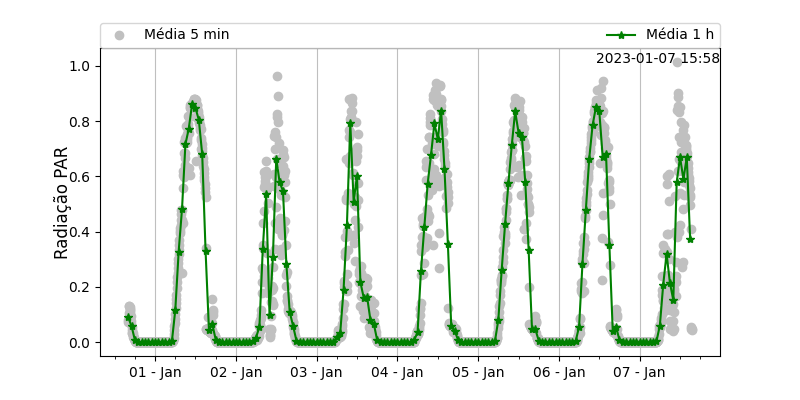 Média 5 min
Média 1 h
2023-01-07 15:58
Radiação PAR
1.0
0.8
0.6
0.4
0.2
0.0
01 - Jan
02 - Jan
03 - Jan
04 - Jan
05 - Jan
06 - Jan
07 - Jan